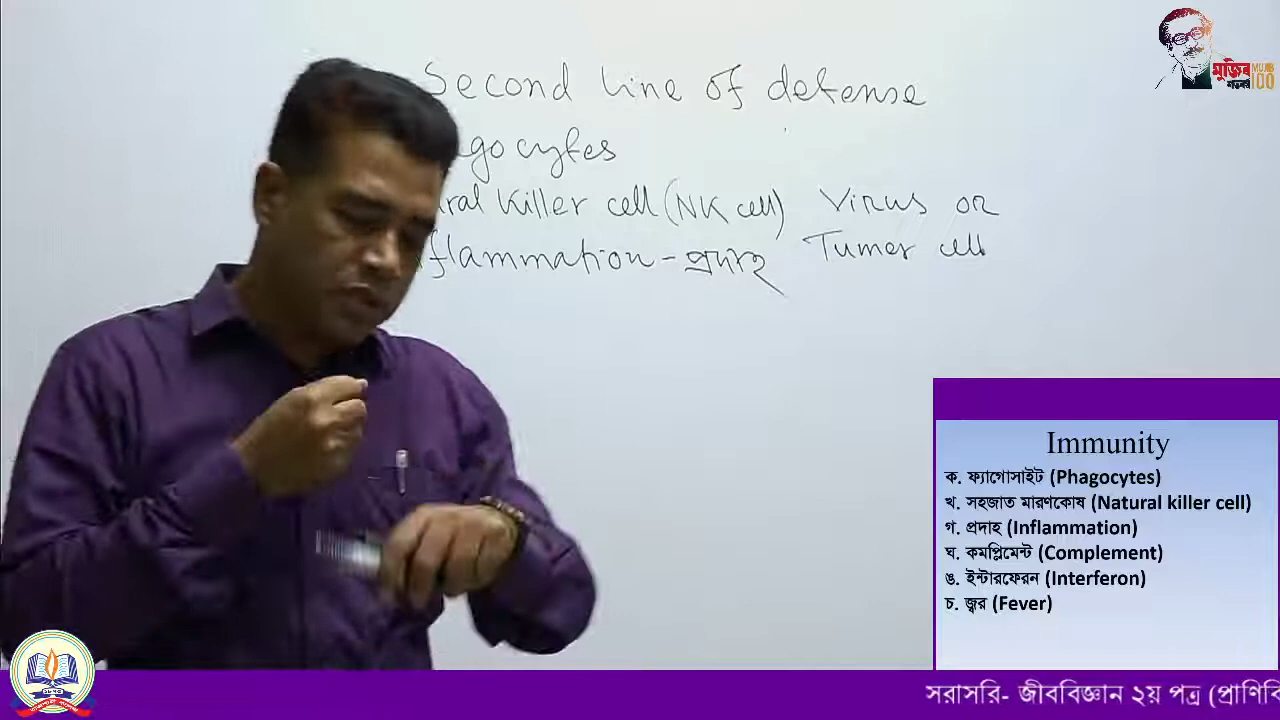 Second line of defense
gocytes
ral Killer cell (NK cell) Virus or
flammation - প্রদাহ Tumer cell
মুজিব MUJIB
100
Immunity
ক. ফ্যাগোসাইট (Phagocytes)
খ. সহজাত মারণকোষ (Natural killer cell)
গ. প্রদাহ (Inflammation)
ঘ. কমপ্লিমেন্ট (Complement)
ঙ. ইন্টারফেরন (Interferon)
চ. জ্বর (Fever)
সরাসরি- জীববিজ্ঞান ২য় পত্র (প্রাণিবি